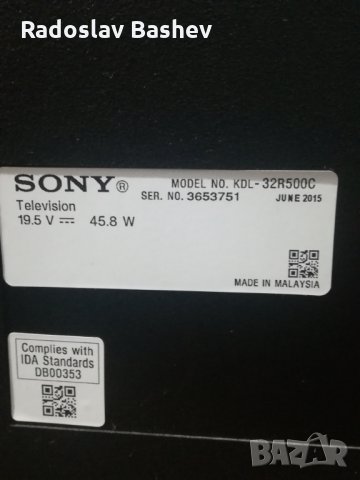 Radoslav Bashev
SONY®
MODEL NO. KDL-32R500C
Television
SER. NO. 3653751
JUNE 2015
19.5 V ⎓ 45.8 W
MADE IN MALAYSIA
Complies with
IDA Standards
DB00353
BAZAR